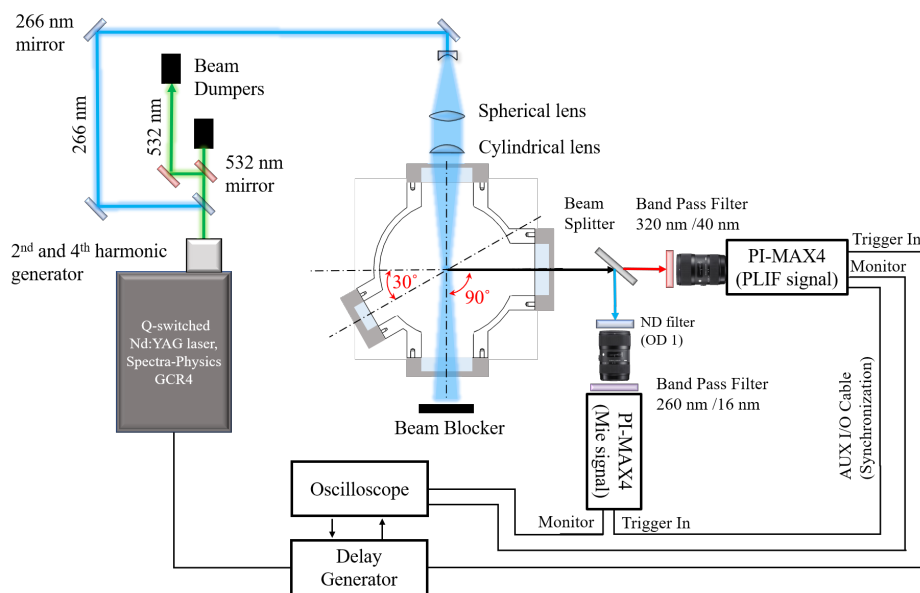 266 nm
mirror
Beam
Dumpers
266 nm
532 nm
532 nm
mirror
2nd and 4th harmonic
generator
Q-switched
Nd:YAG laser,
Spectra-Physics
GCR4
Spherical lens
Cylindrical lens
30°
90°
Beam
Splitter
Band Pass Filter
320 nm /40 nm
PI-MAX4
(PLIF signal)
Trigger In
Monitor
ND filter
(OD 1)
Band Pass Filter
260 nm /16 nm
PI-MAX4
(Mie signal)
AUX I/O Cable
(Synchronization)
Beam Blocker
Oscilloscope
Monitor
Trigger In
Delay
Generator